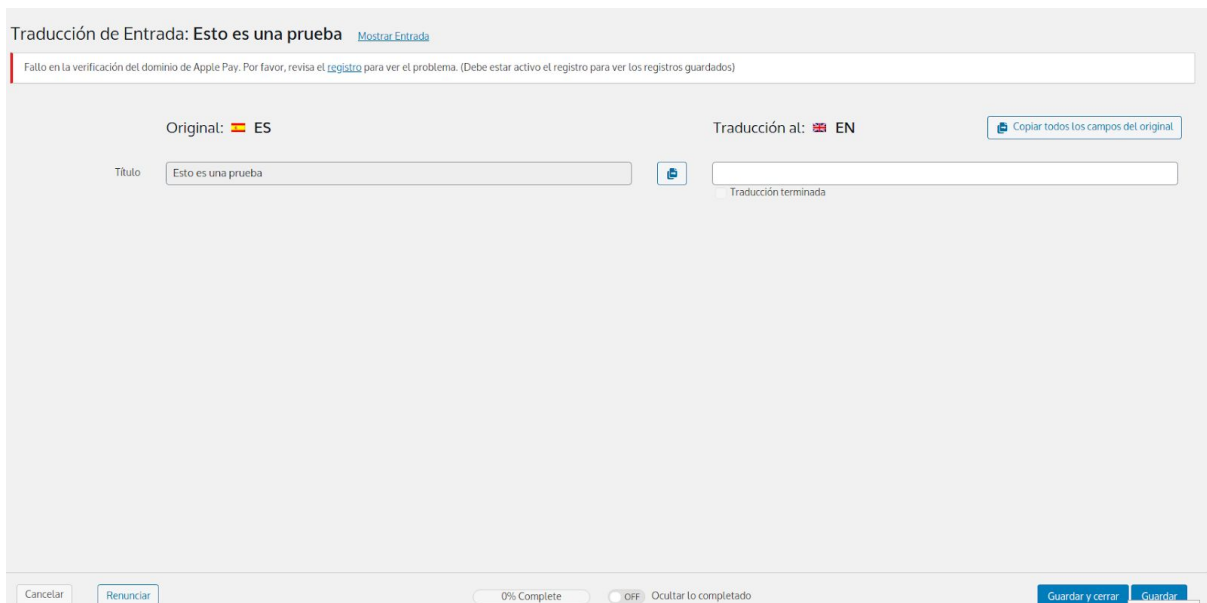 Traducción de Entrada: Esto es una prueba Mostrar Entrada
Fallo en la verificación del dominio de Apple Pay. Por favor, revisa el registro para ver el problema. (Debe estar activo el registro para ver los registros guardados)
Original: ES
Traducción al: EN
Copiar todos los campos del original
Título
Esto es una prueba
Traducción terminada
Cancelar
Renunciar
0% Complete
OFF
Ocultar lo completado
Guardar y cerrar
Guardar